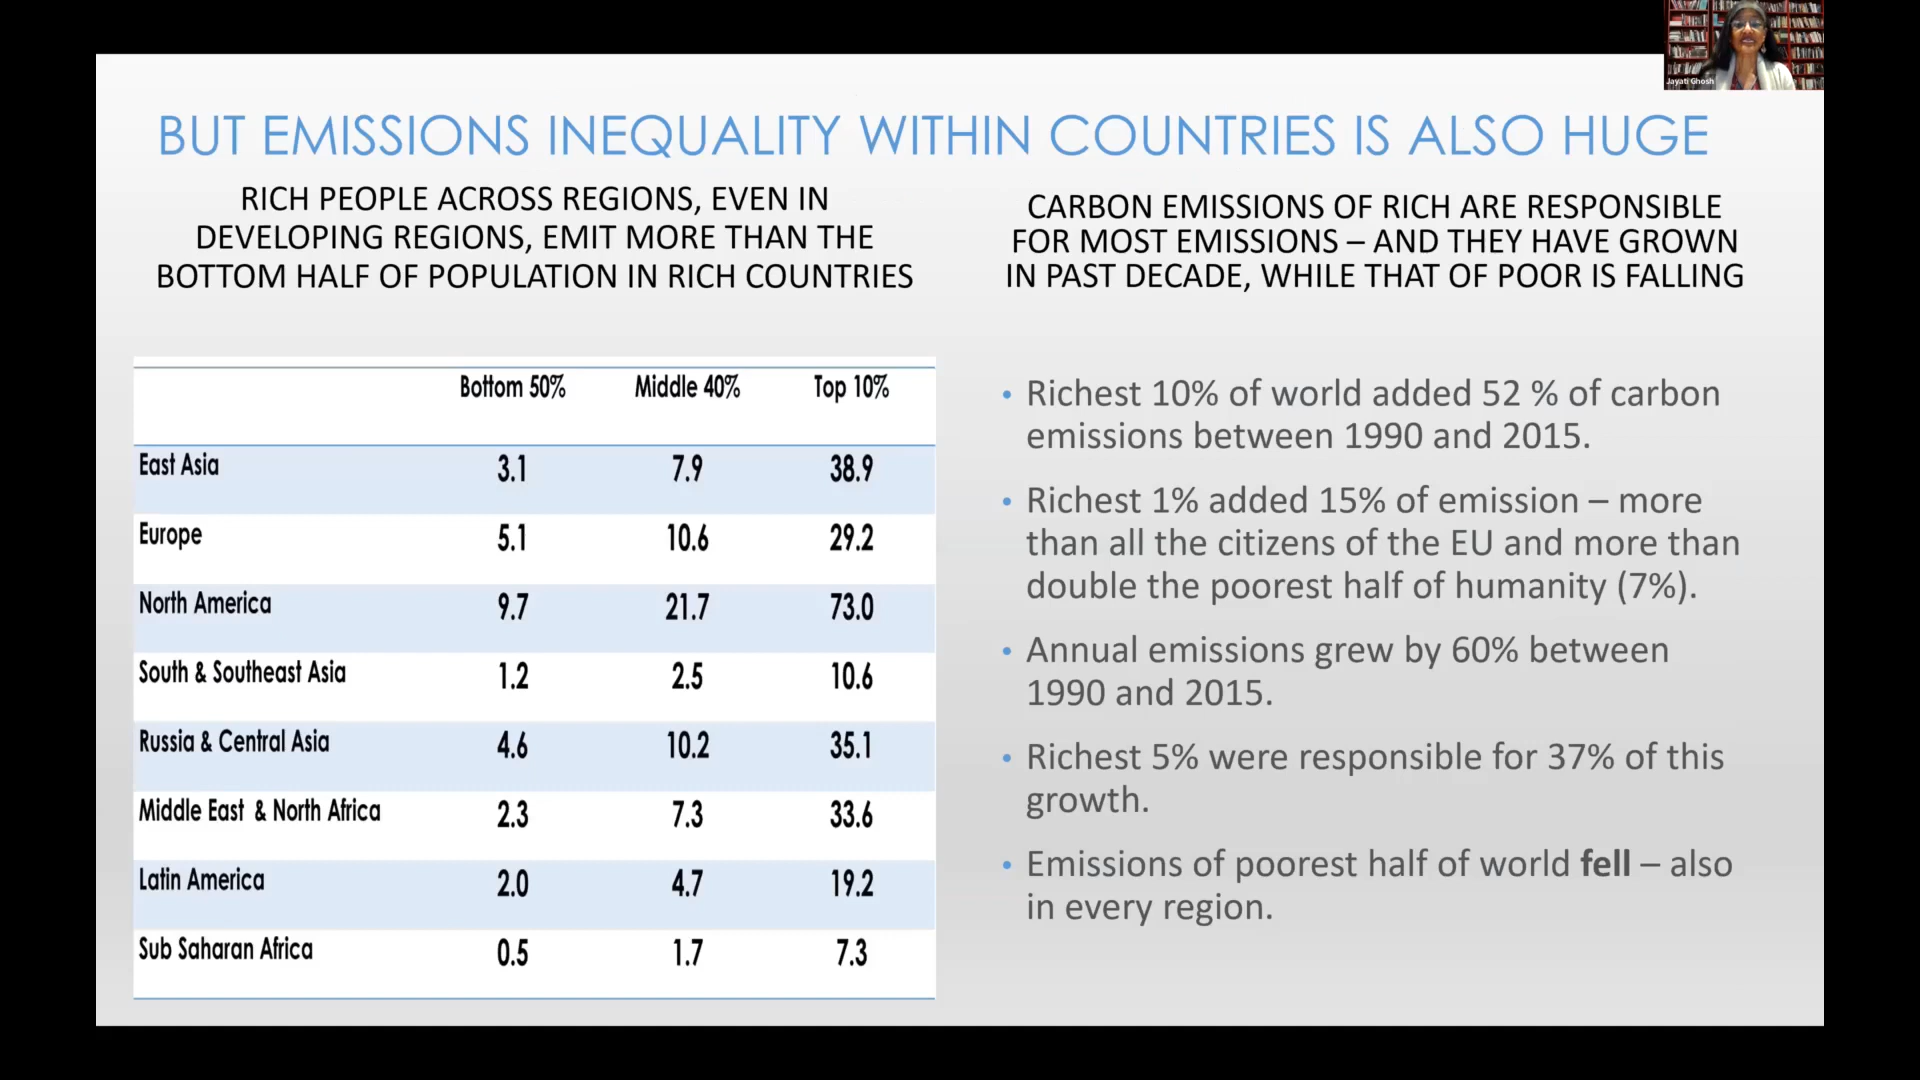 Jayati Ghosh
BUT EMISSIONS INEQUALITY WITHIN COUNTRIES IS ALSO HUGE
RICH PEOPLE ACROSS REGIONS, EVEN IN
DEVELOPING REGIONS, EMIT MORE THAN THE
BOTTOM HALF OF POPULATION IN RICH COUNTRIES
Bottom 50% Middle 40% Top 10%
East Asia 3.1 7.9 38.9
Europe 5.1 10.6 29.2
North America 9.7 21.7 73.0
South & Southeast Asia 1.2 2.5 10.6
Russia & Central Asia 4.6 10.2 35.1
Middle East & North Africa 2.3 7.3 33.6
Latin America 2.0 4.7 19.2
Sub Saharan Africa 0.5 1.7 7.3
CARBON EMISSIONS OF RICH ARE RESPONSIBLE
FOR MOST EMISSIONS – AND THEY HAVE GROWN
IN PAST DECADE, WHILE THAT OF POOR IS FALLING
• Richest 10% of world added 52 % of carbon
emissions between 1990 and 2015.
• Richest 1% added 15% of emission – more
than all the citizens of the EU and more than
double the poorest half of humanity (7%).
• Annual emissions grew by 60% between
1990 and 2015.
• Richest 5% were responsible for 37% of this
growth.
• Emissions of poorest half of world fell – also
in every region.